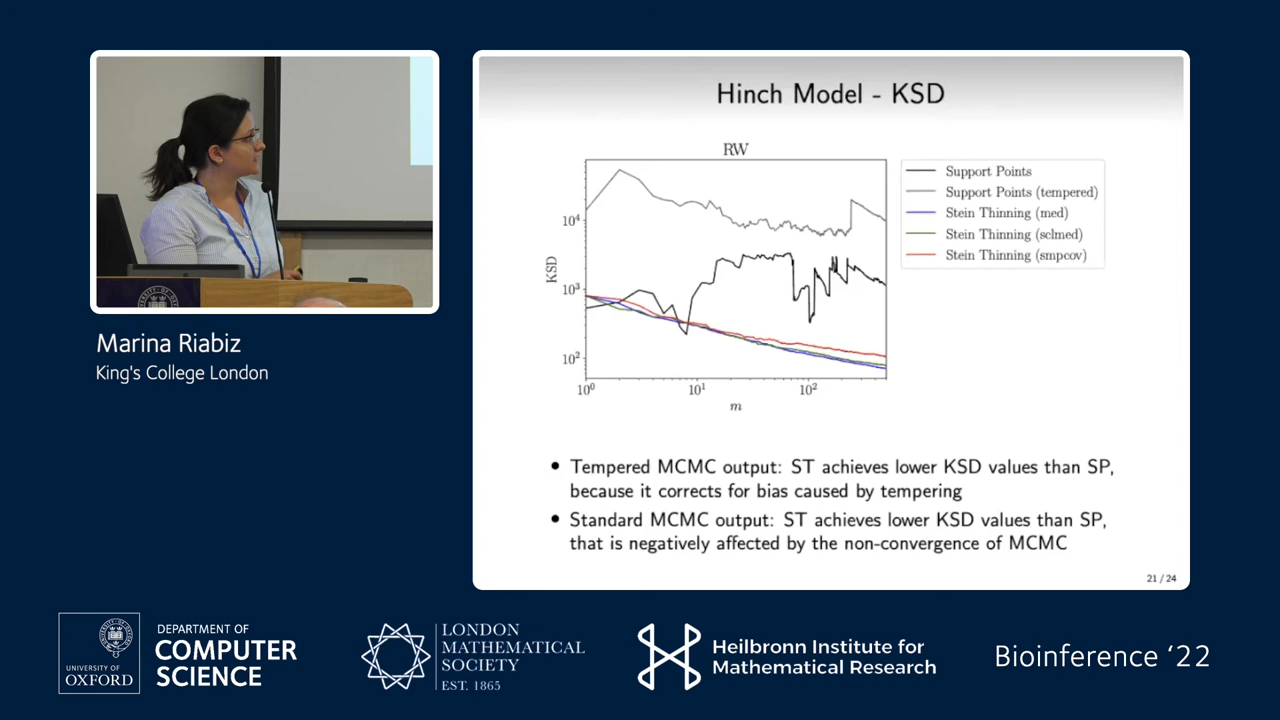 Marina Riabiz
King's College London
Hinch Model - KSD
RW
KSD
10⁴
10³
10²
10⁰
10¹
10²
m
Support Points
Support Points (tempered)
Stein Thinning (med)
Stein Thinning (sclmed)
Stein Thinning (smpcov)
• Tempered MCMC output: ST achieves lower KSD values than SP,
because it corrects for bias caused by tempering
• Standard MCMC output: ST achieves lower KSD values than SP,
that is negatively affected by the non-convergence of MCMC
21 / 24
UNIVERSITY OF
OXFORD
DEPARTMENT OF
COMPUTER
SCIENCE
LONDON
MATHEMATICAL
SOCIETY
EST. 1865
Heilbronn Institute for
Mathematical Research
Bioinference ‘22